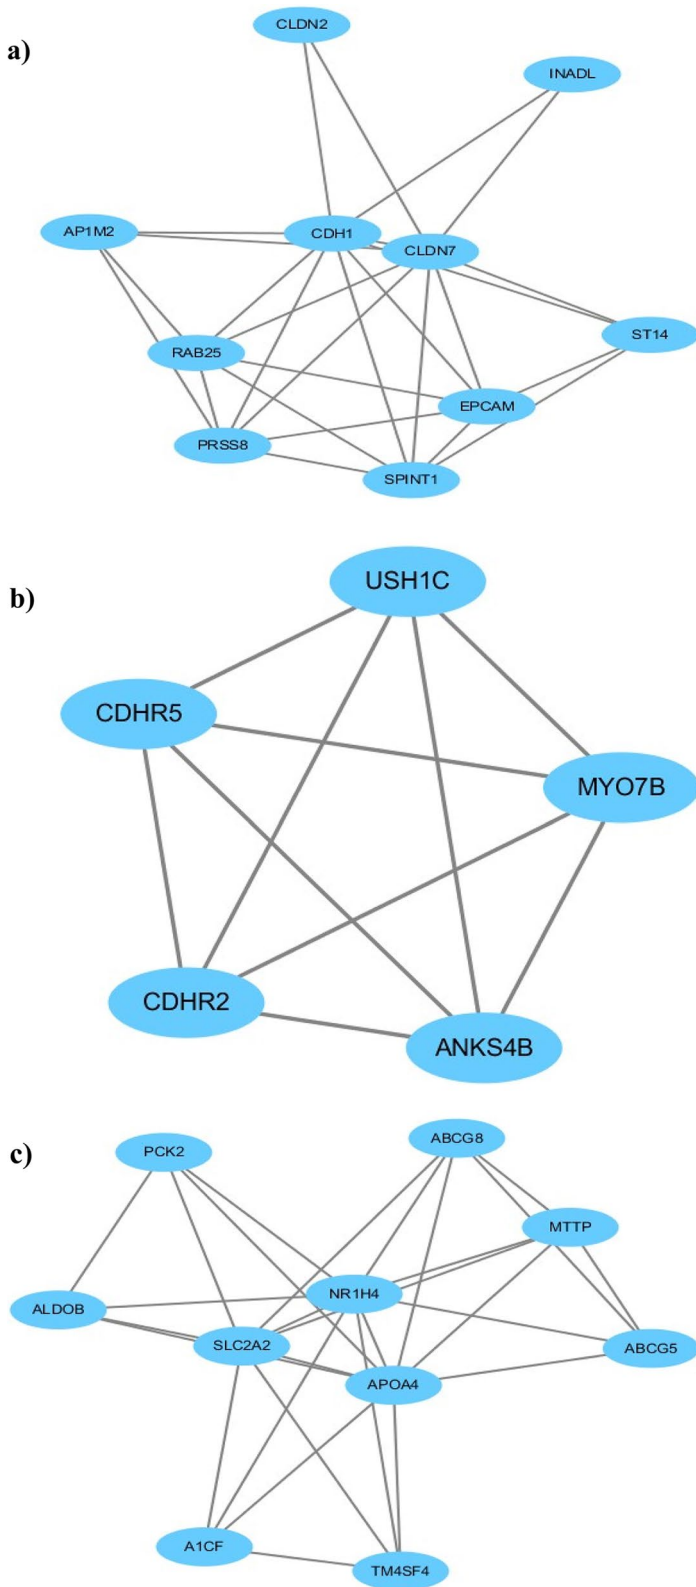 a)
CLDN2
INADL
AP1M2
CDH1
CLDN7
ST14
RAB25
EPCAM
PRSS8
SPINT1
b)
USH1C
CDHR5
MYO7B
CDHR2
ANKS4B
c)
PCK2
ABCG8
MTTP
NR1H4
ALDOB
SLC2A2
ABCG5
APOA4
A1CF
TM4SF4